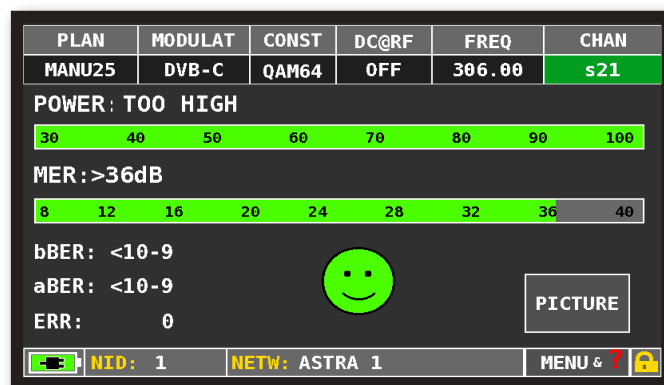 PLAN MODULAT CONST DC@RF FREQ CHAN
MANU25 DVB-C QAM64 OFF 306.00 s21
POWER: TOO HIGH
30 40 50 60 70 80 90 100
MER:>36dB
8 12 16 20 24 28 32 36 40
bBER: <10-9
aBER: <10-9
PICTURE
ERR: 0
NID: 1 NETW: ASTRA 1 MENU & ?